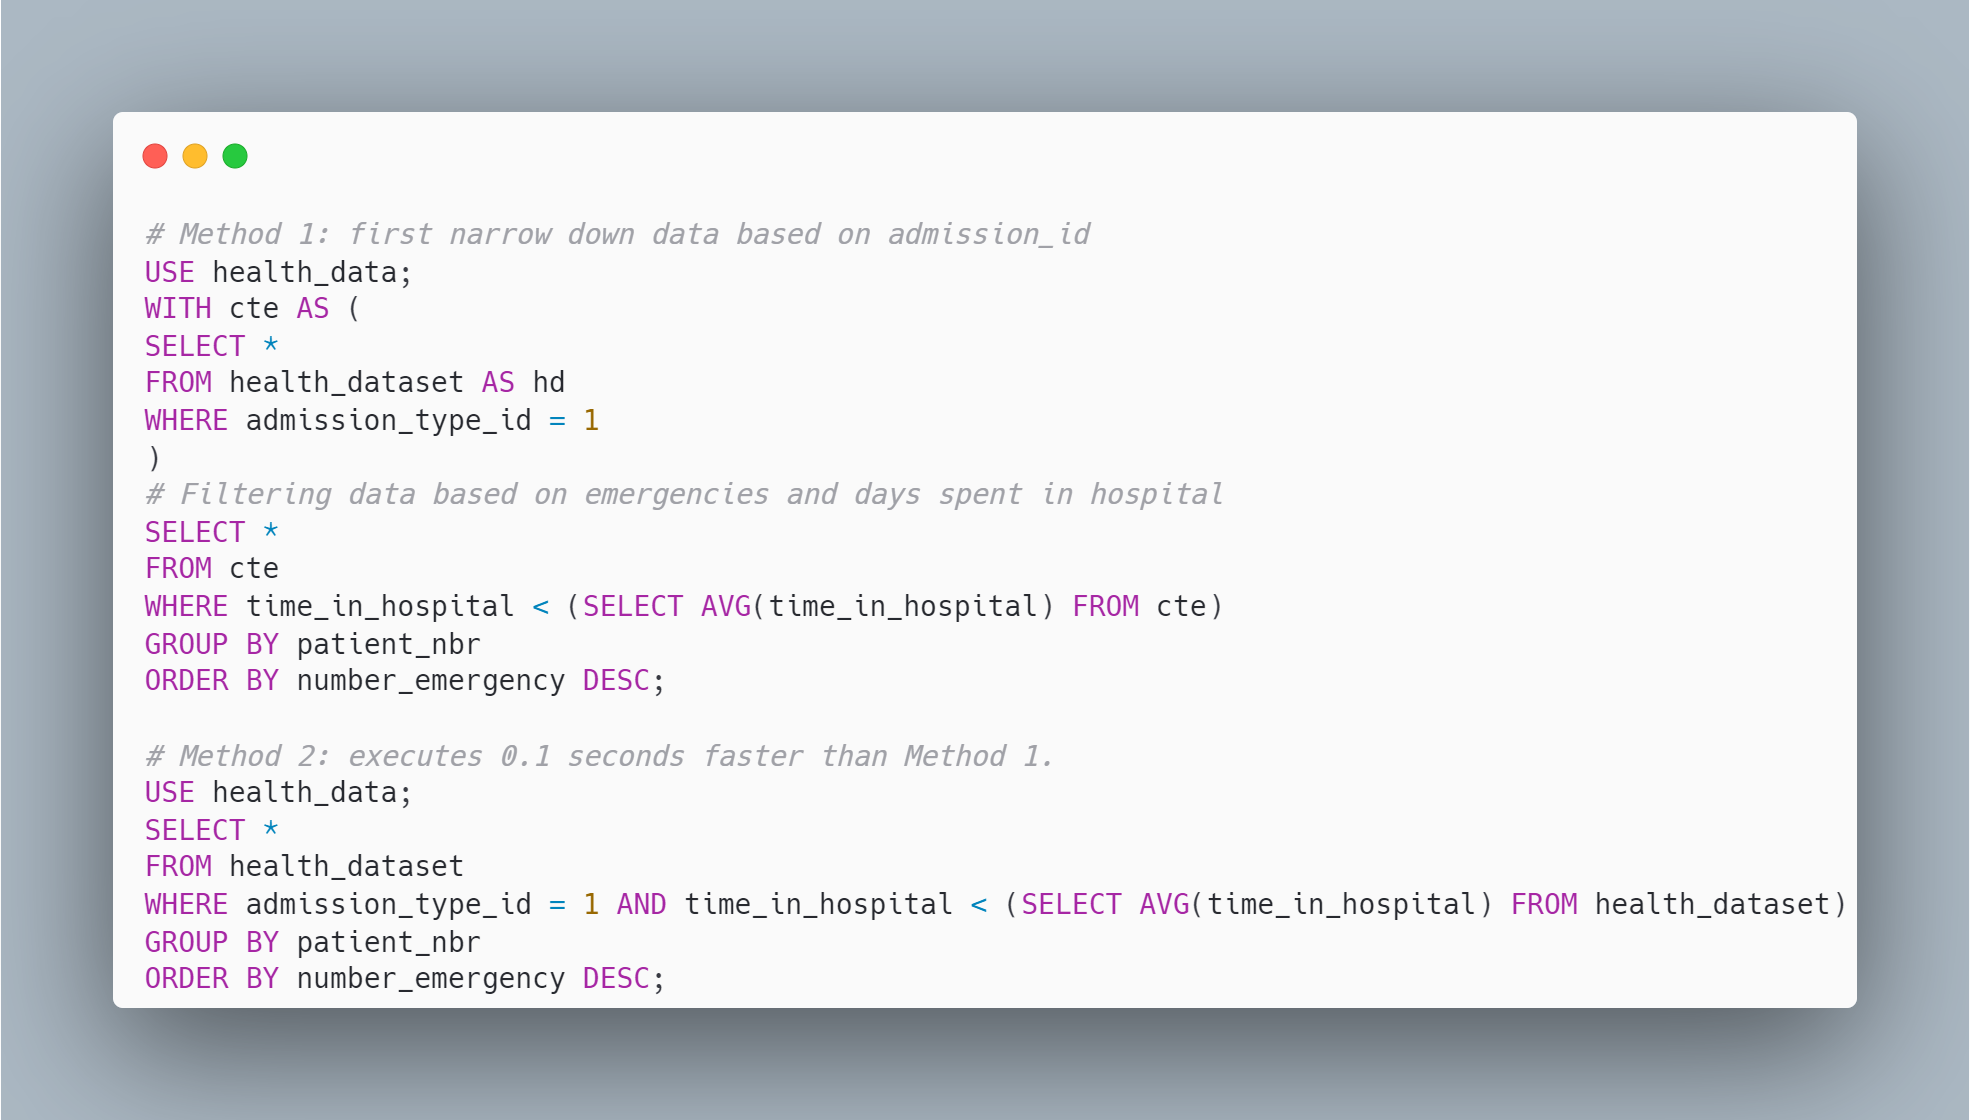 # Method 1: first narrow down data based on admission_id
USE health_data;
WITH cte AS (
SELECT *
FROM health_dataset AS hd
WHERE admission_type_id = 1
)
# Filtering data based on emergencies and days spent in hospital
SELECT *
FROM cte
WHERE time_in_hospital < (SELECT AVG(time_in_hospital) FROM cte)
GROUP BY patient_nbr
ORDER BY number_emergency DESC;

# Method 2: executes 0.1 seconds faster than Method 1.
USE health_data;
SELECT *
FROM health_dataset
WHERE admission_type_id = 1 AND time_in_hospital < (SELECT AVG(time_in_hospital) FROM health_dataset)
GROUP BY patient_nbr
ORDER BY number_emergency DESC;